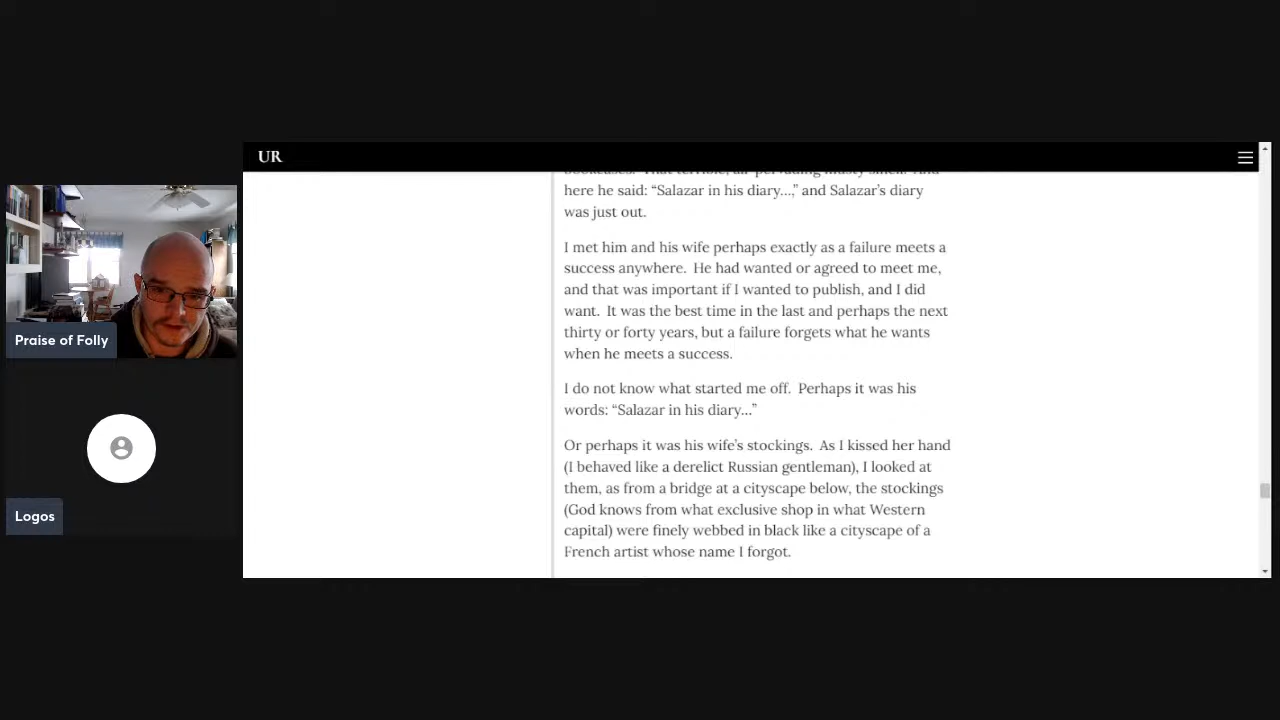 UR
here he said: “Salazar in his diary…,” and Salazar’s diary
was just out.
I met him and his wife perhaps exactly as a failure meets a
success anywhere.  He had wanted or agreed to meet me,
and that was important if I wanted to publish, and I did
want.  It was the best time in the last and perhaps the next
thirty or forty years, but a failure forgets what he wants
when he meets a success.
I do not know what started me off.  Perhaps it was his
words: “Salazar in his diary…”
Or perhaps it was his wife’s stockings.  As I kissed her hand
(I behaved like a derelict Russian gentleman), I looked at
them, as from a bridge at a cityscape below, the stockings
(God knows from what exclusive shop in what Western
capital) were finely webbed in black like a cityscape of a
French artist whose name I forgot.
Praise of Folly
Logos